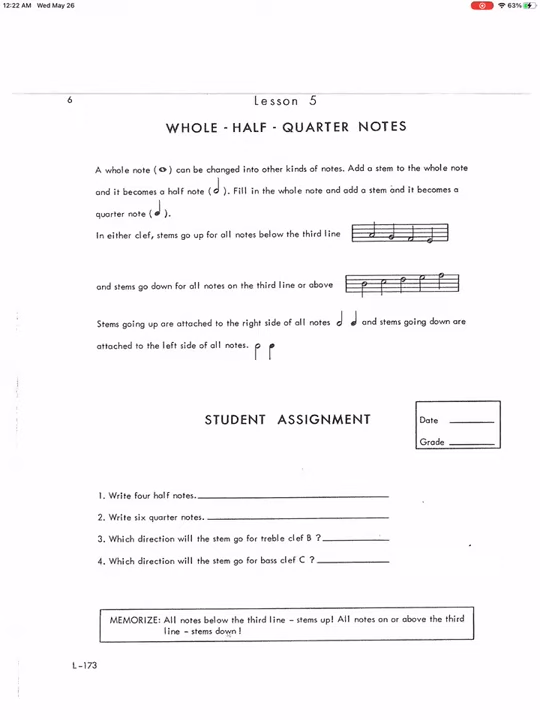 12:22 AM Wed May 26
63%
6
Lesson 5
WHOLE - HALF - QUARTER NOTES
A whole note ( ) can be changed into other kinds of notes. Add a stem to the whole note
and it becomes a half note ( ). Fill in the whole note and add a stem and it becomes a
quarter note ( ).
In either clef, stems go up for all notes below the third line
and stems go down for all notes on the third line or above
Stems going up are attached to the right side of all notes and stems going down are
attached to the left side of all notes.
STUDENT ASSIGNMENT
Date
Grade
1. Write four half notes.
2. Write six quarter notes.
3. Which direction will the stem go for treble clef B ?
4. Which direction will the stem go for bass clef C ?
MEMORIZE: All notes below the third line - stems up! All notes on or above the third
line - stems down !
L-173